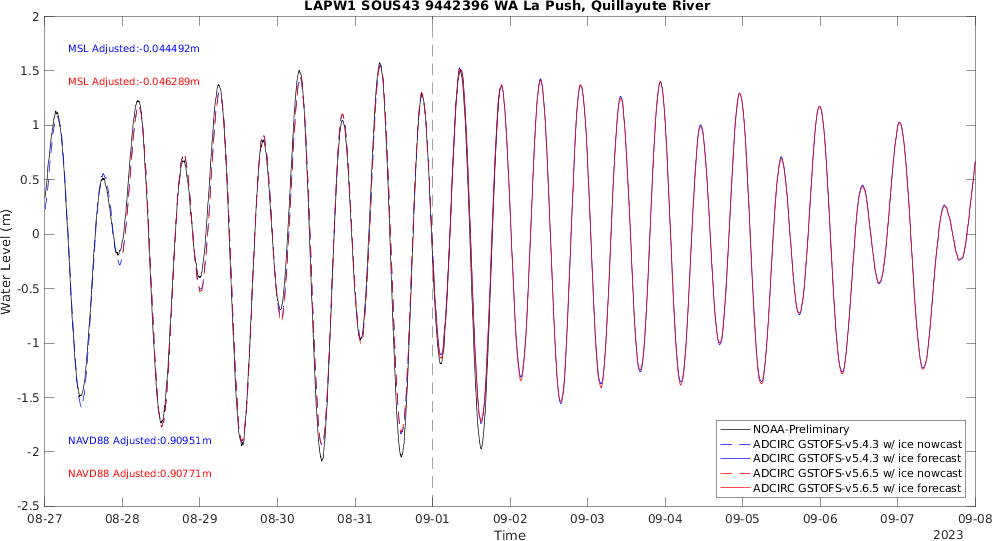 LAPW1 SOUS43 9442396 WA La Push, Quillayute River
2
1.5
1
0.5
0
-0.5
-1
-1.5
-2
-2.5
Water Level (m)
MSL Adjusted:-0.044492m
MSL Adjusted:-0.046289m
NAVD88 Adjusted:0.90951m
NAVD88 Adjusted:0.90771m
NOAA-Preliminary
ADCIRC GSTOFS-v5.4.3 w/ ice nowcast
ADCIRC GSTOFS-v5.4.3 w/ ice forecast
ADCIRC GSTOFS-v5.6.5 w/ ice nowcast
ADCIRC GSTOFS-v5.6.5 w/ ice forecast
08-27 08-28 08-29 08-30 08-31 09-01 09-02 09-03 09-04 09-05 09-06 09-07 09-08
Time
2023